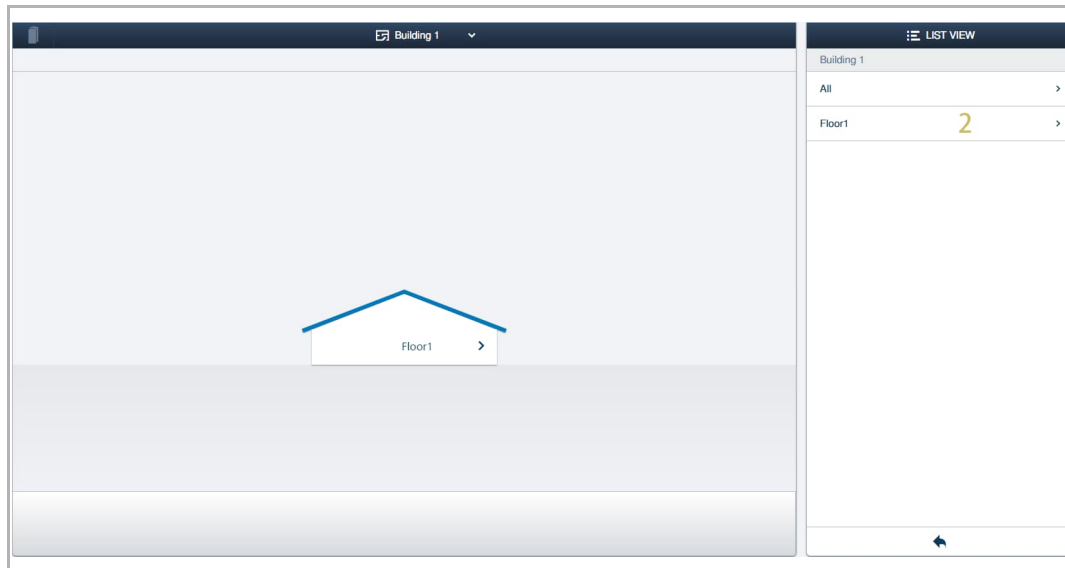 Building 1
LIST VIEW
Building 1
All
Floor1
2
Floor1